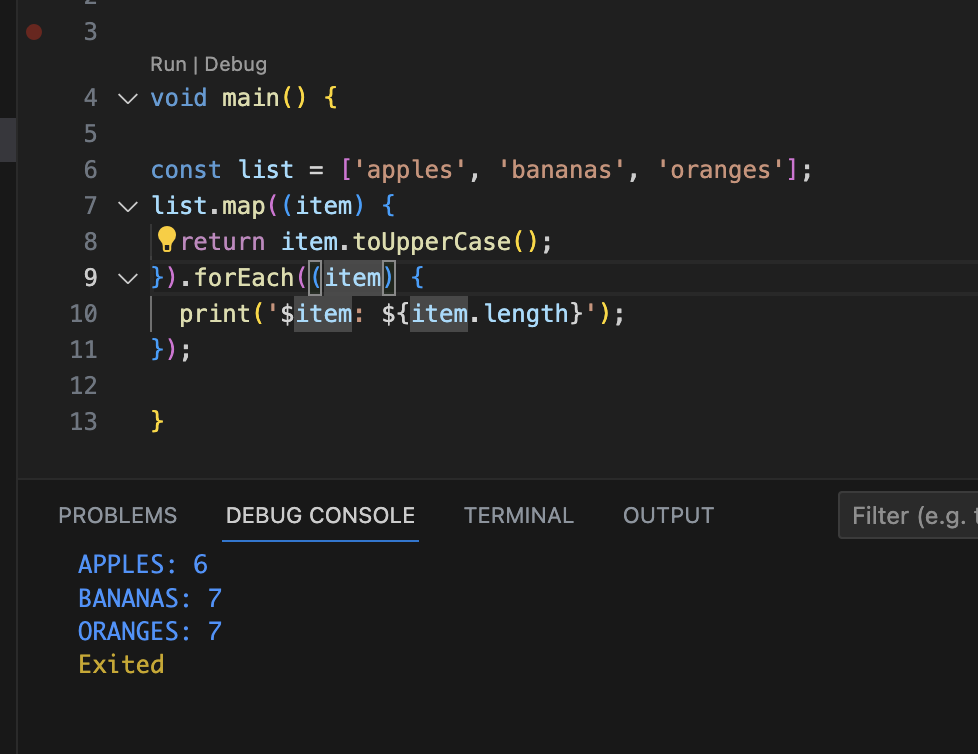 2
3
Run | Debug
4 void main() {
5
6 const list = ['apples', 'bananas', 'oranges'];
7 list.map((item) {
8 return item.toUpperCase();
9 }).forEach((item) {
10 print('$item: ${item.length}');
11 });
12
13 }
PROBLEMS DEBUG CONSOLE TERMINAL OUTPUT Filter (e.g. t
APPLES: 6
BANANAS: 7
ORANGES: 7
Exited